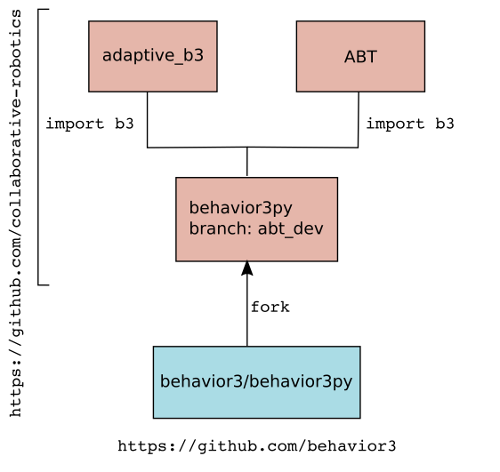 https://github.com/collaborative-robotics
adaptive_b3
ABT
import b3
import b3
behavior3py
branch: abt_dev
fork
behavior3/behavior3py
https://github.com/behavior3